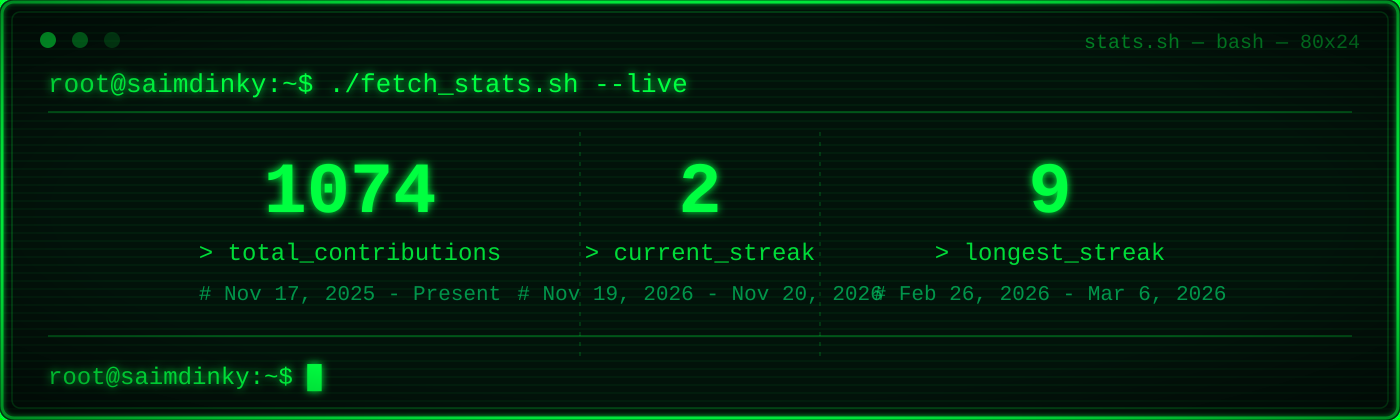 stats.sh — bash — 80x24
root@saimdinky:~$ ./fetch_stats.sh --live
1074
> total_contributions
# Nov 17, 2025 - Present
2
> current_streak
# Nov 19, 2026 - Nov 20, 2026
9
> longest_streak
# Feb 26, 2026 - Mar 6, 2026
root@saimdinky:~$